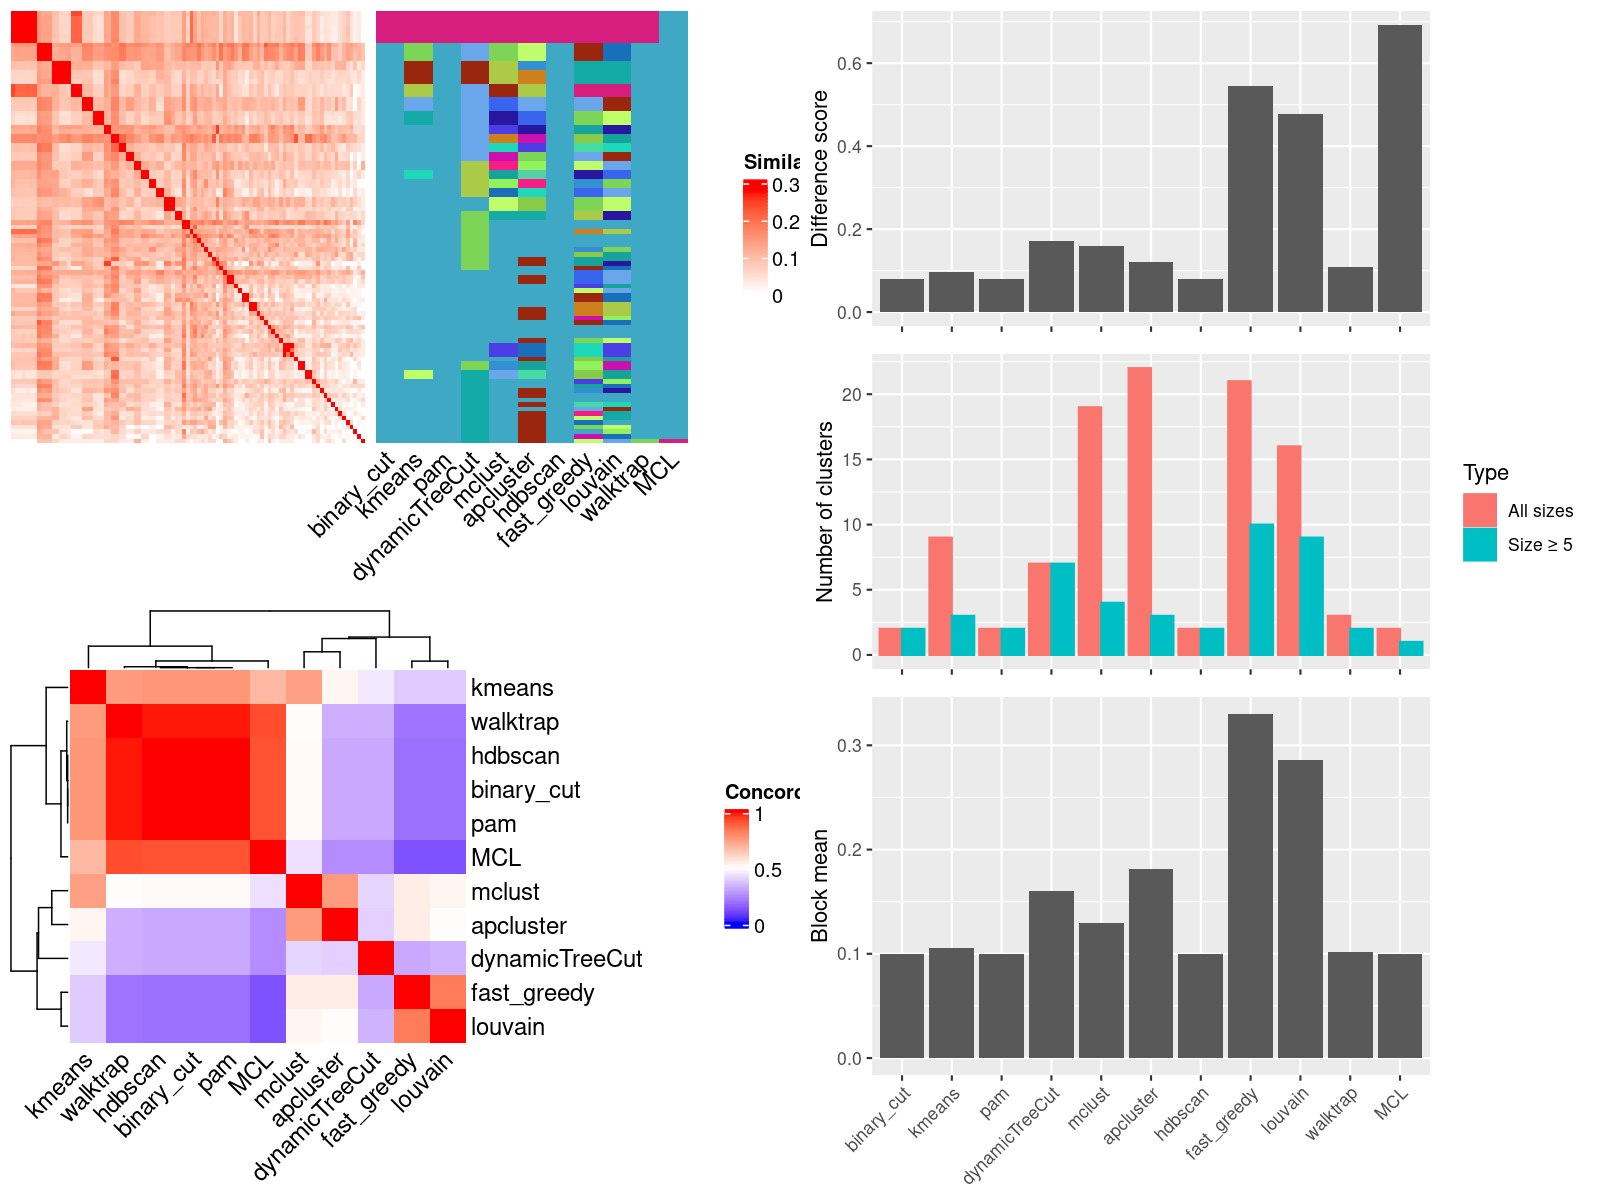 Simila
0.3
0.2
0.1
0
binary_cut
kmeans
pam
dynamicTreeCut
mclust
apcluster
hdbscan
fast_greedy
louvain
walktrap
MCL
kmeans
walktrap
hdbscan
binary_cut
pam
MCL
mclust
apcluster
dynamicTreeCut
fast_greedy
louvain
Concord
1
0.5
0
kmeans
walktrap
hdbscan
binary_cut
pam
MCL
mclust
apcluster
dynamicTreeCut
fast_greedy
louvain
Difference score
0.6
0.4
0.2
0.0
Number of clusters
20
15
10
5
0
Type
All sizes
Size ≥ 5
Block mean
0.3
0.2
0.1
0.0
binary_cut
kmeans
pam
dynamicTreeCut
mclust
apcluster
hdbscan
fast_greedy
louvain
walktrap
MCL